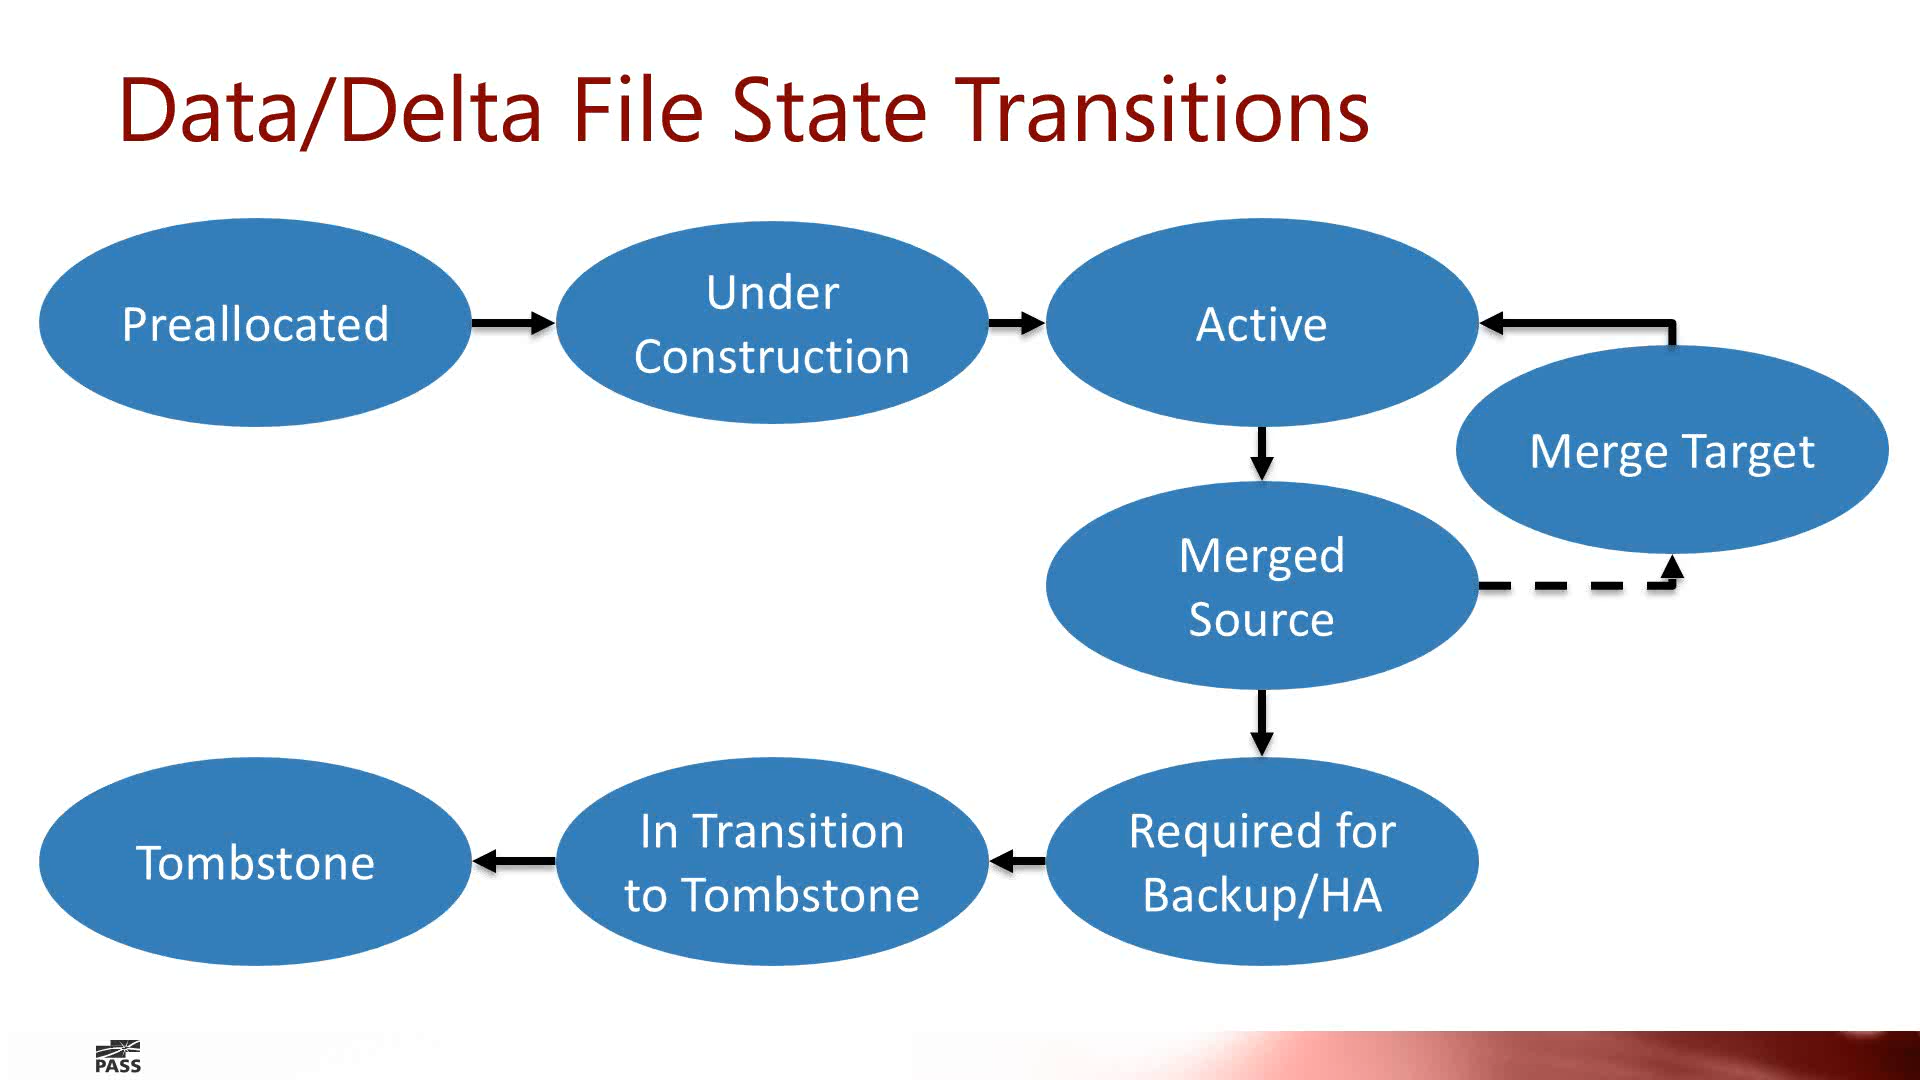 Data/Delta File State Transitions
Preallocated
Under
Construction
Active
Merge Target
Merged
Source
Tombstone
In Transition
to Tombstone
Required for
Backup/HA
PASS